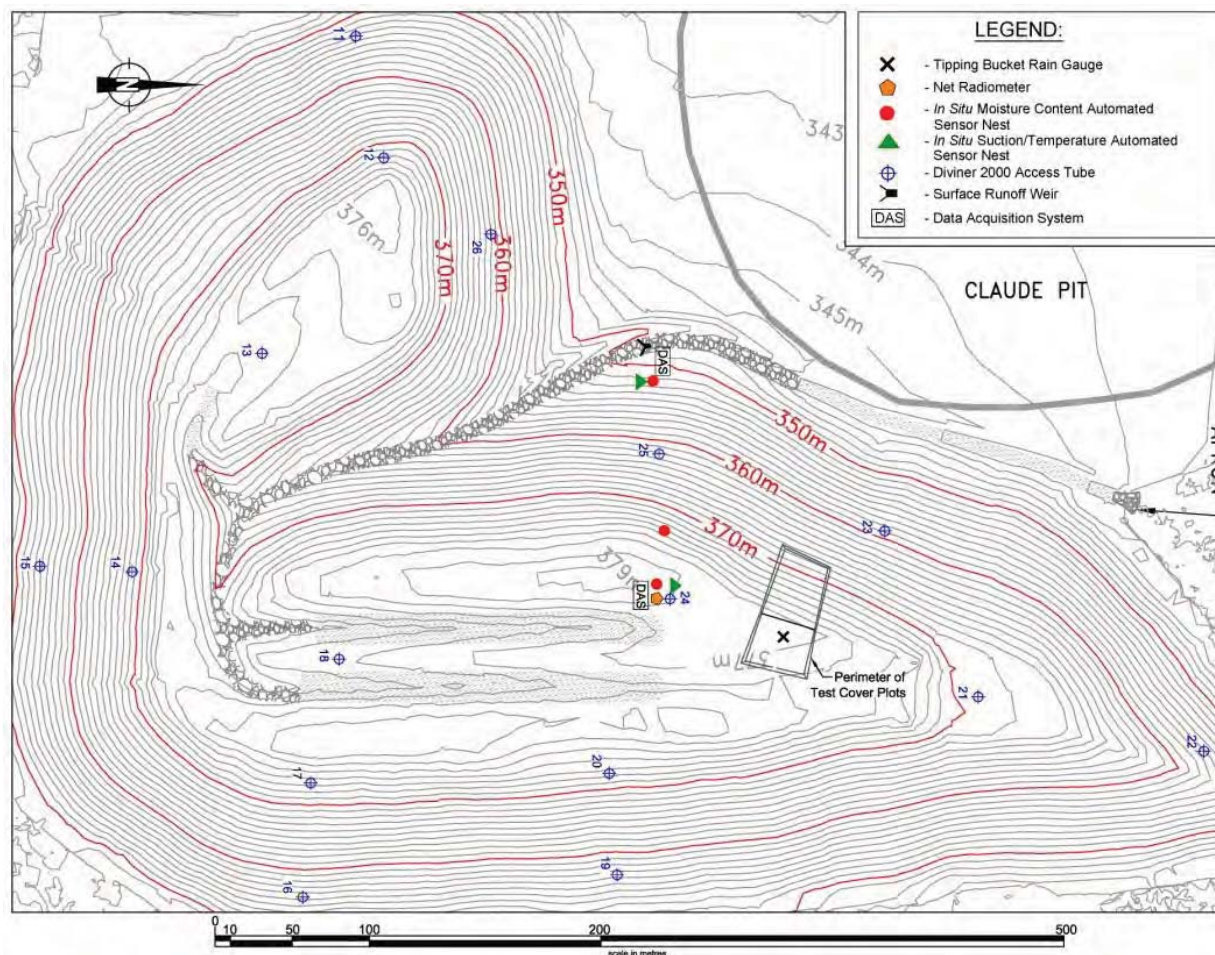 LEGEND:
- Tipping Bucket Rain Gauge
- Net Radiometer
- In Situ Moisture Content Automated
Sensor Nest
- In Situ Suction/Temperature Automated
Sensor Nest
- Diviner 2000 Access Tube
- Surface Runoff Weir
DAS - Data Acquisition System
N
11
343
12
376m
350m
26
360m
370m
344m
CLAUDE PIT
345m
13
DAS
350m
25
360m
23
370m
15
14
379m
DAS
24
18
377m
Perimeter of
Test Cover Plots
21
22
17
20
19
16
0
10
50
100
200
500
scale in metres